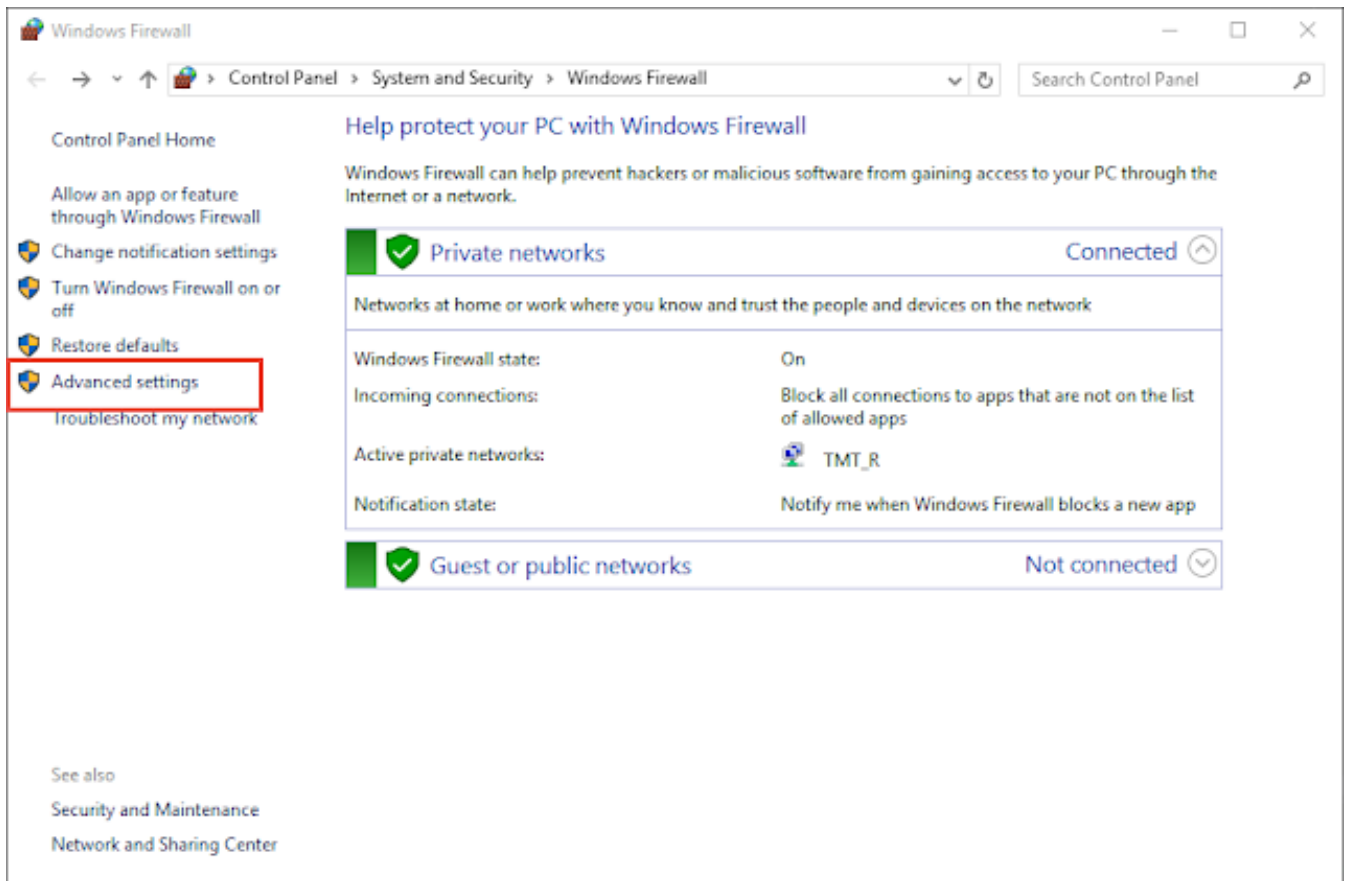 Windows Firewall
Control Panel > System and Security > Windows Firewall
Search Control Panel
Control Panel Home
Allow an app or feature
through Windows Firewall
Change notification settings
Turn Windows Firewall on or
off
Restore defaults
Advanced settings
Troubleshoot my network
See also
Security and Maintenance
Network and Sharing Center
Help protect your PC with Windows Firewall
Windows Firewall can help prevent hackers or malicious software from gaining access to your PC through the
Internet or a network.
Private networks Connected
Networks at home or work where you know and trust the people and devices on the network
Windows Firewall state: On
Incoming connections: Block all connections to apps that are not on the list
of allowed apps
Active private networks: TMT_R
Notification state: Notify me when Windows Firewall blocks a new app
Guest or public networks Not connected